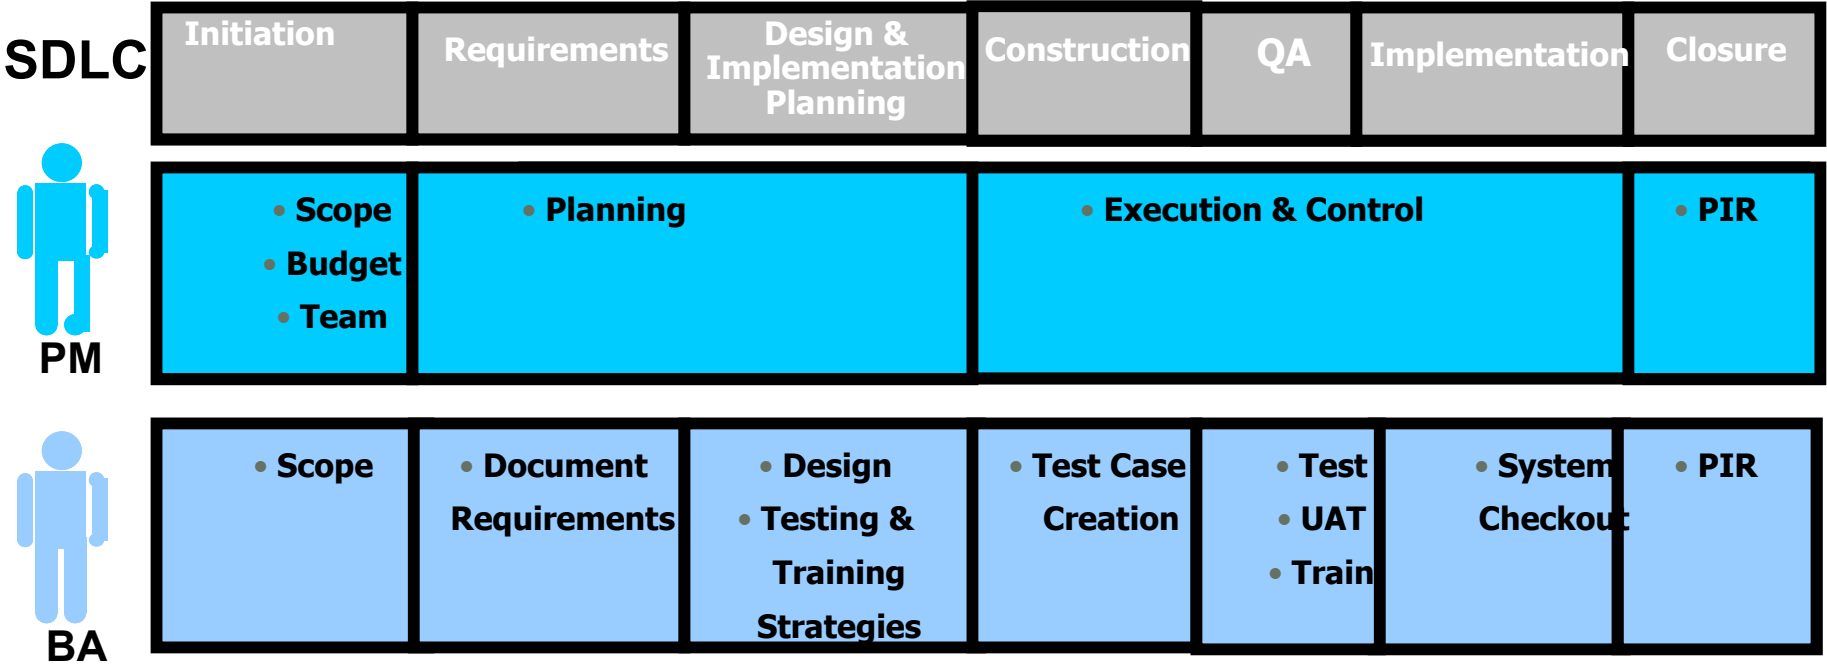 SDLC
Initiation
Requirements
Design &
Implementation
Planning
Construction
QA
Implementation
Closure
PM
• Scope
• Budget
• Team
• Planning
• Execution & Control
• PIR
BA
• Scope
• Document
Requirements
• Design
• Testing &
Training
Strategies
• Test Case
Creation
• Test
• UAT
• Train
• System
Checkout
• PIR